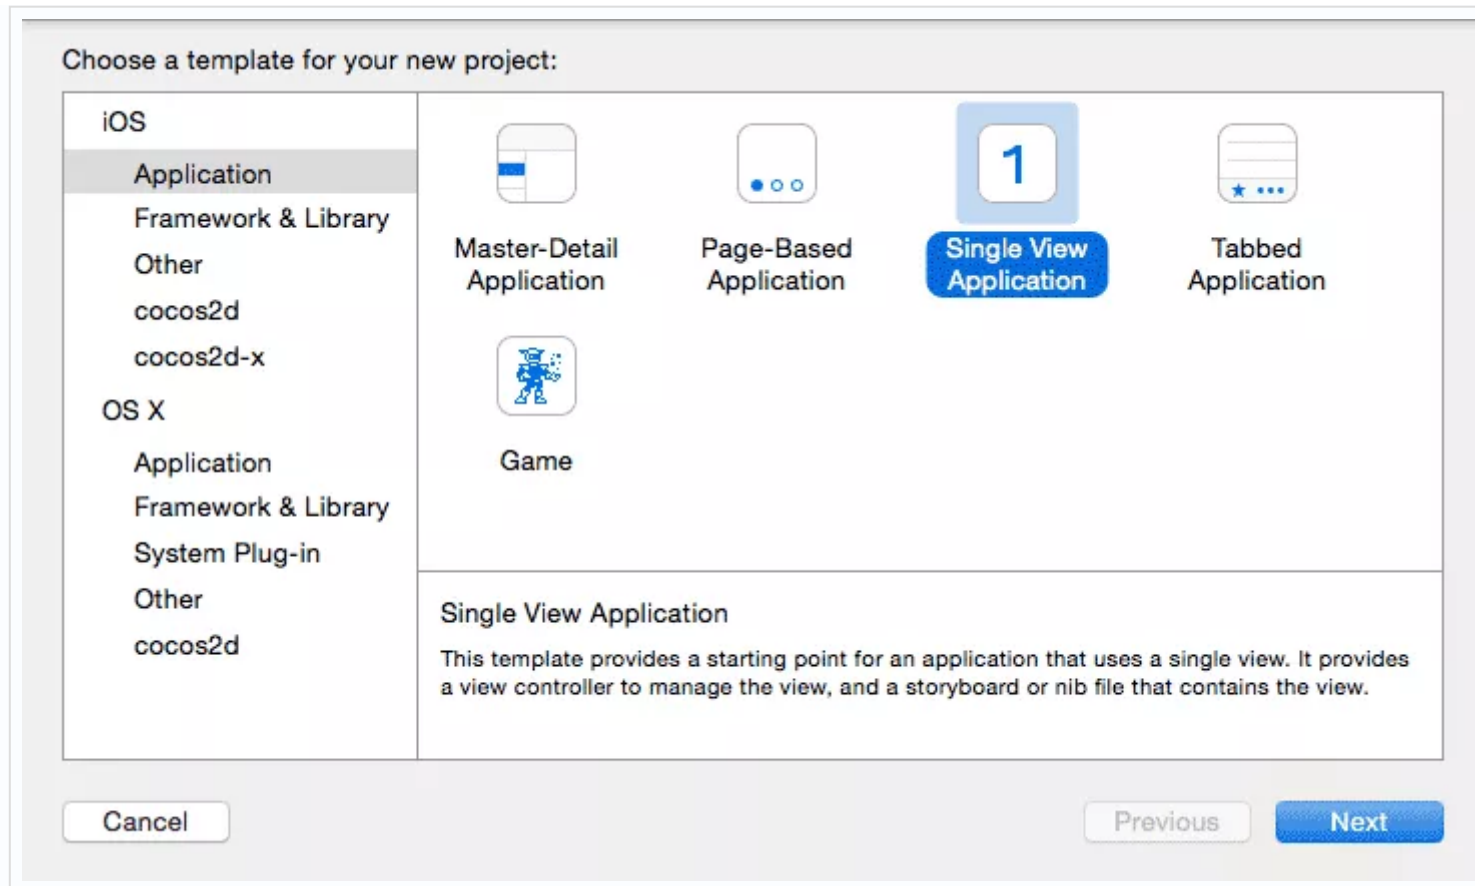 Choose a template for your new project:
iOS
Application
Framework & Library
Other
cocos2d
cocos2d-x
OS X
Application
Framework & Library
System Plug-in
Other
cocos2d
Master-Detail
Application
Page-Based
Application
1
Single View
Application
Tabbed
Application
Game
Single View Application
This template provides a starting point for an application that uses a single view. It provides
a view controller to manage the view, and a storyboard or nib file that contains the view.
Cancel
Previous
Next